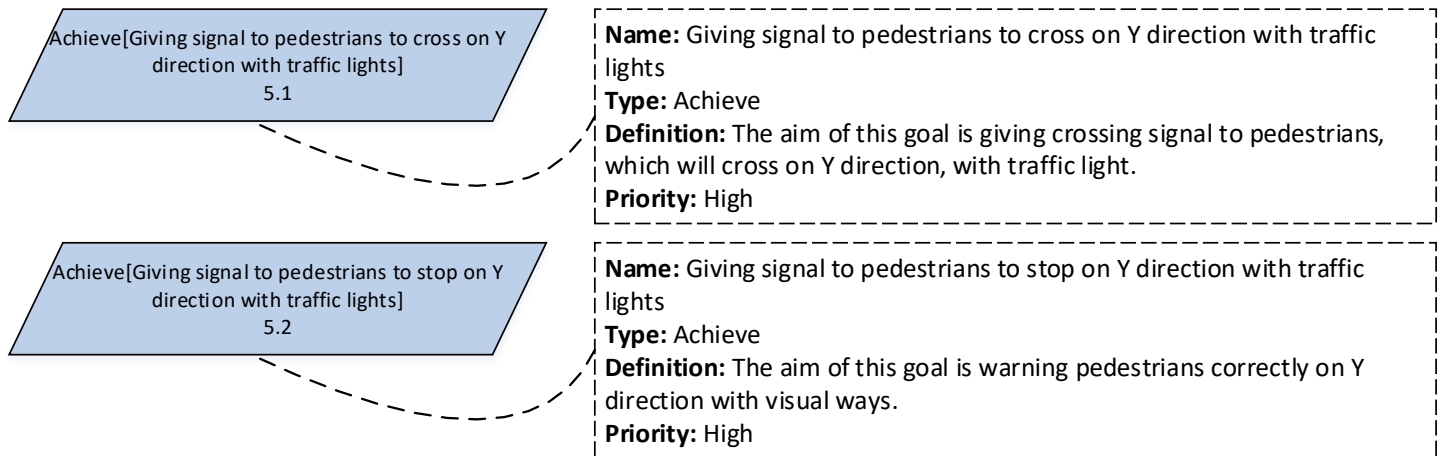 Achieve[Giving signal to pedestrians to cross on Y
direction with traffic lights]
5.1
Name: Giving signal to pedestrians to cross on Y direction with traffic
lights
Type: Achieve
Definition: The aim of this goal is giving crossing signal to pedestrians,
which will cross on Y direction, with traffic light.
Priority: High
Achieve[Giving signal to pedestrians to stop on Y
direction with traffic lights]
5.2
Name: Giving signal to pedestrians to stop on Y direction with traffic
lights
Type: Achieve
Definition: The aim of this goal is warning pedestrians correctly on Y
direction with visual ways.
Priority: High